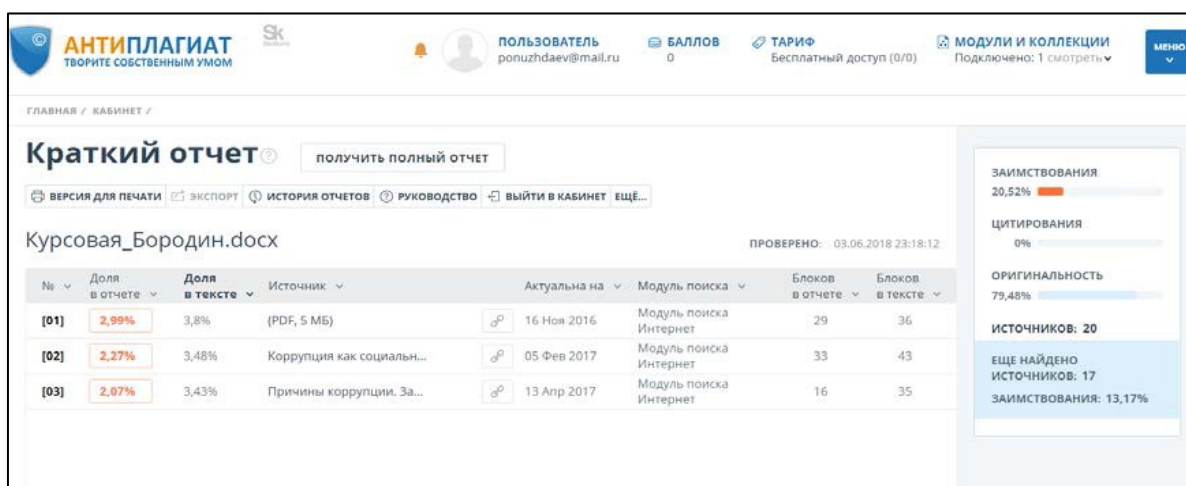 АНТИПЛАГИАТ
ТВОРИТЕ СОБСТВЕННЫМ УМОМ
Sk
ПОЛЬЗОВАТЕЛЬ
ponuzhdaev@mail.ru
БАЛЛОВ
0
ТАРИФ
Бесплатный доступ (0/0)
МОДУЛИ И КОЛЛЕКЦИИ
Подключено: 1 смотреть
МЕНЮ
ГЛАВНАЯ / КАБИНЕТ /
Краткий отчет ?
ПОЛУЧИТЬ ПОЛНЫЙ ОТЧЕТ
ВЕРСИЯ ДЛЯ ПЕЧАТИ ЭКСПОРТ ИСТОРИЯ ОТЧЕТОВ РУКОВОДСТВО ВЫЙТИ В КАБИНЕТ ЕЩЁ...
Курсовая_Бородин.docx
ПРОВЕРЕНО: 03.06.2018 23:18:12
№ Доля в отчете Доля в тексте Источник Актуальна на Модуль поиска Блоков в отчете Блоков в тексте
[01] 2,99% 3,8% (PDF, 5 МБ) 16 Ноя 2016 Модуль поиска Интернет 29 36
[02] 2,27% 3,48% Коррупция как социальн... 05 Фев 2017 Модуль поиска Интернет 33 43
[03] 2,07% 3,43% Причины коррупции. За... 13 Апр 2017 Модуль поиска Интернет 16 35
ЗАИМСТВОВАНИЯ
20,52%
ЦИТИРОВАНИЯ
0%
ОРИГИНАЛЬНОСТЬ
79,48%
ИСТОЧНИКОВ: 20
ЕЩЕ НАЙДЕНО
ИСТОЧНИКОВ: 17
ЗАИМСТВОВАНИЯ: 13,17%